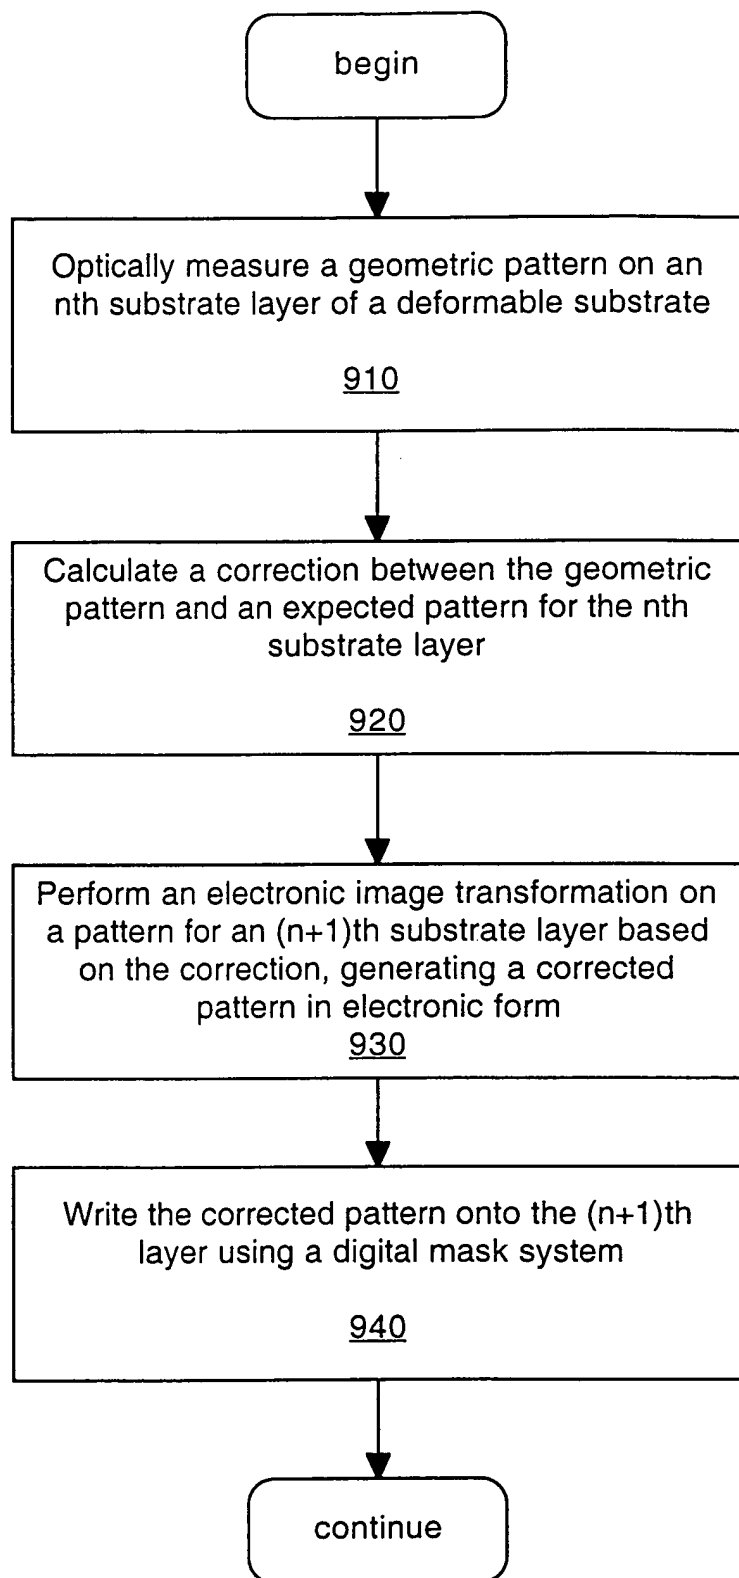 begin
Optically measure a geometric pattern on an
nth substrate layer of a deformable substrate
910
Calculate a correction between the geometric
pattern and an expected pattern for the nth
substrate layer
920
Perform an electronic image transformation on
a pattern for an (n+1)th substrate layer based
on the correction, generating a corrected
pattern in electronic form
930
Write the corrected pattern onto the (n+1)th
layer using a digital mask system
940
continue